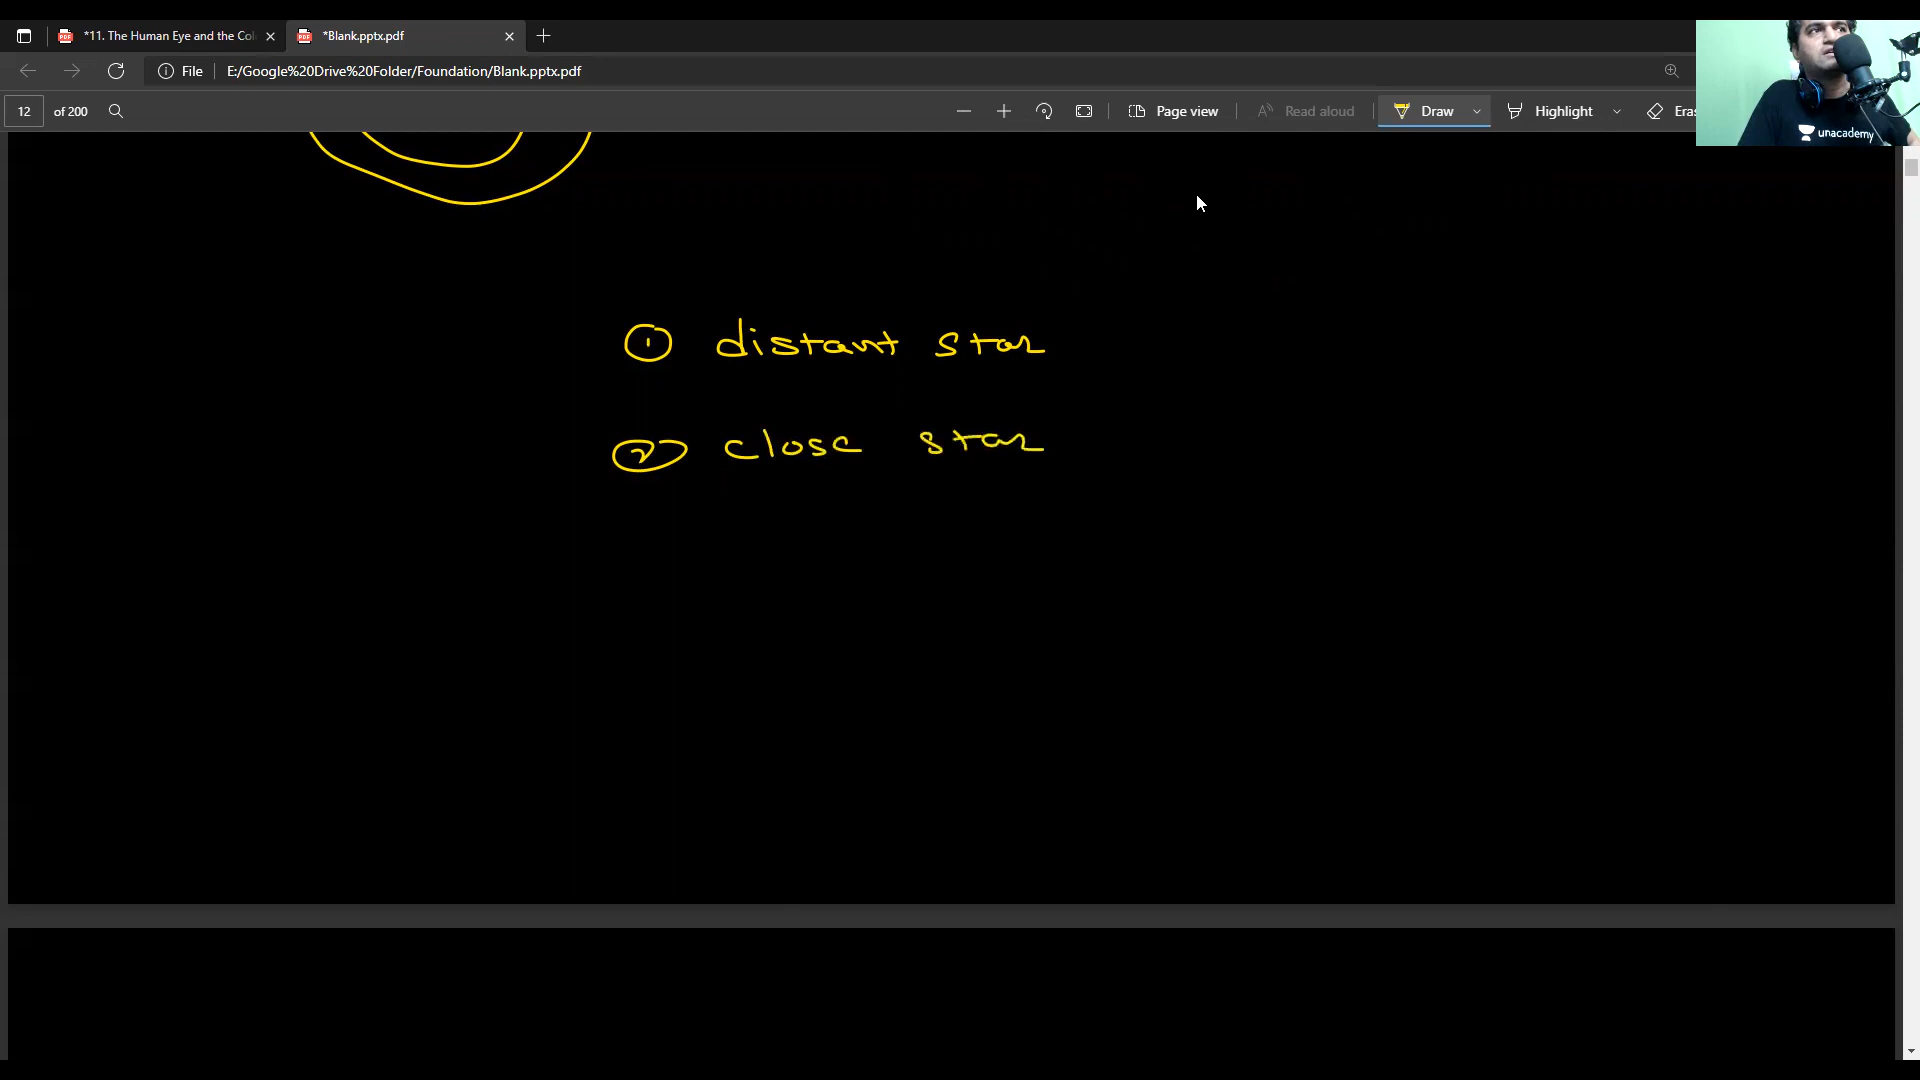 *11. The Human Eye and the Col
*Blank.pptx.pdf
File
E:/Google%20Drive%20Folder/Foundation/Blank.pptx.pdf
12 of 200
Page view
Read aloud
Draw
Highlight
Eras
unacademy
1 distant star
2 close star